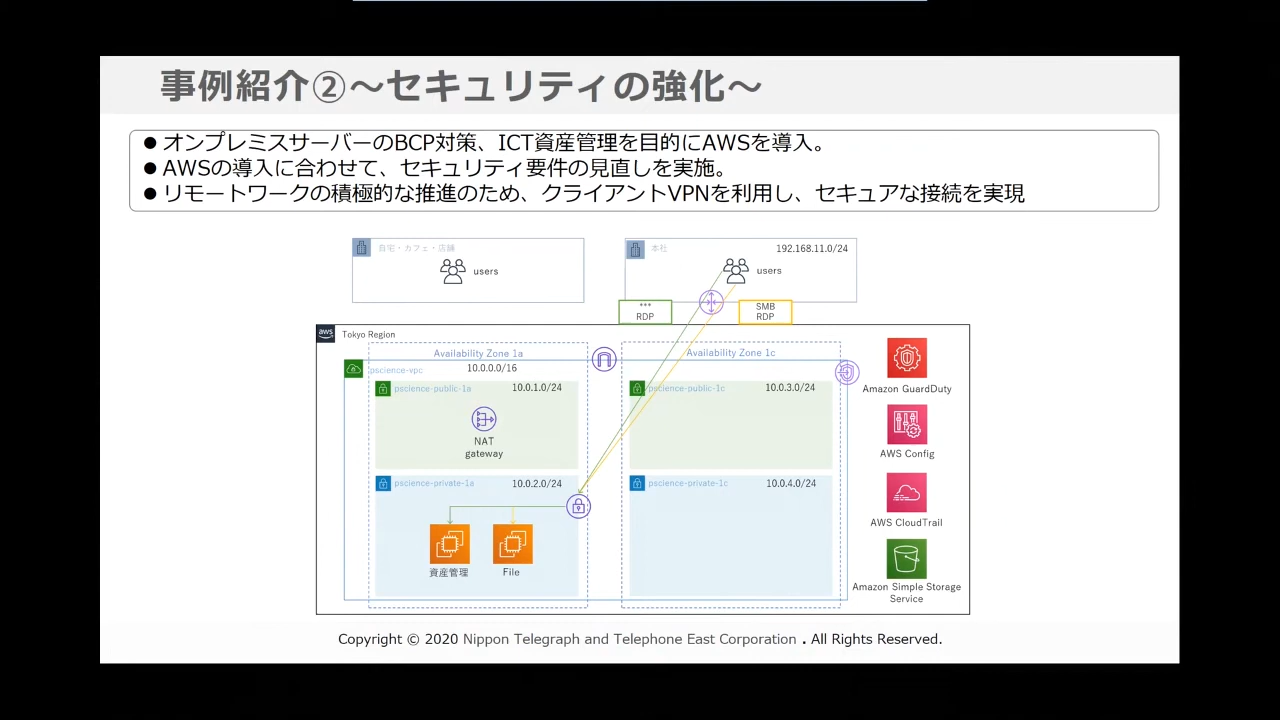 事例紹介②～セキュリティの強化～
● オンプレミスサーバーのBCP対策、ICT資産管理を目的にAWSを導入。
● AWSの導入に合わせて、セキュリティ要件の見直しを実施。
● リモートワークの積極的な推進のため、クライアントVPNを利用し、セキュアな接続を実現
自宅・カフェ・店舗
users
本社
192.168.11.0/24
users
***
RDP
SMB
RDP
aws
Tokyo Region
Availability Zone 1a
Availability Zone 1c
pscience-vpc
10.0.0.0/16
pscience-public-1a
10.0.1.0/24
pscience-public-1c
10.0.3.0/24
NAT
gateway
pscience-private-1a
10.0.2.0/24
pscience-private-1c
10.0.4.0/24
資産管理
File
Amazon GuardDuty
AWS Config
AWS CloudTrail
Amazon Simple Storage
Service
Copyright © 2020 Nippon Telegraph and Telephone East Corporation . All Rights Reserved.